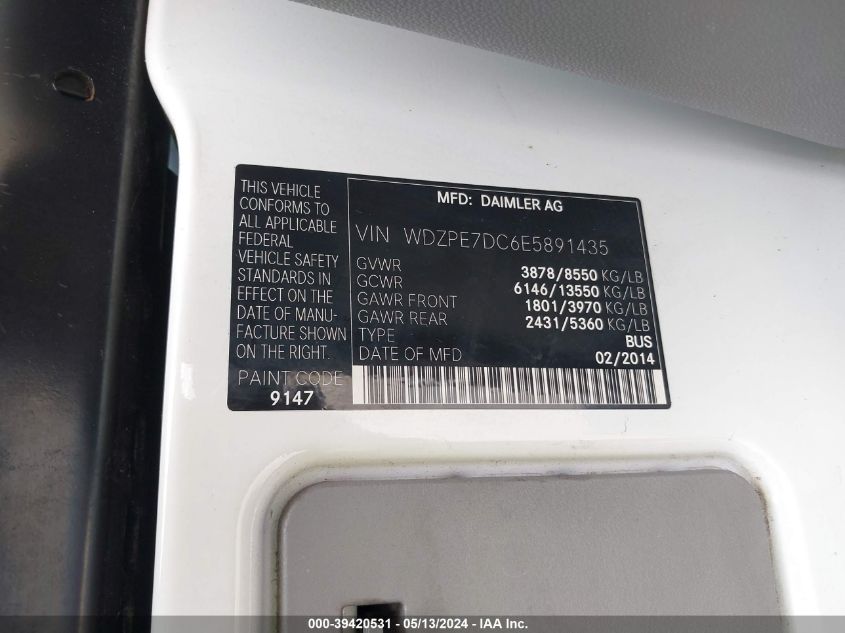 THIS VEHICLE
CONFORMS TO
ALL APPLICABLE
FEDERAL
VEHICLE SAFETY
STANDARDS IN
EFFECT ON THE
DATE OF MANU-
FACTURE SHOWN
ON THE RIGHT.
PAINT CODE
9147
MFD: DAIMLER AG
VIN WDZPE7DC6E5891435
GVWR 3878/8550 KG/LB
GCWR 6146/13550 KG/LB
GAWR FRONT 1801/3970 KG/LB
GAWR REAR 2431/5360 KG/LB
TYPE BUS
DATE OF MFD 02/2014
000-39420531 - 05/13/2024 - IAA Inc.